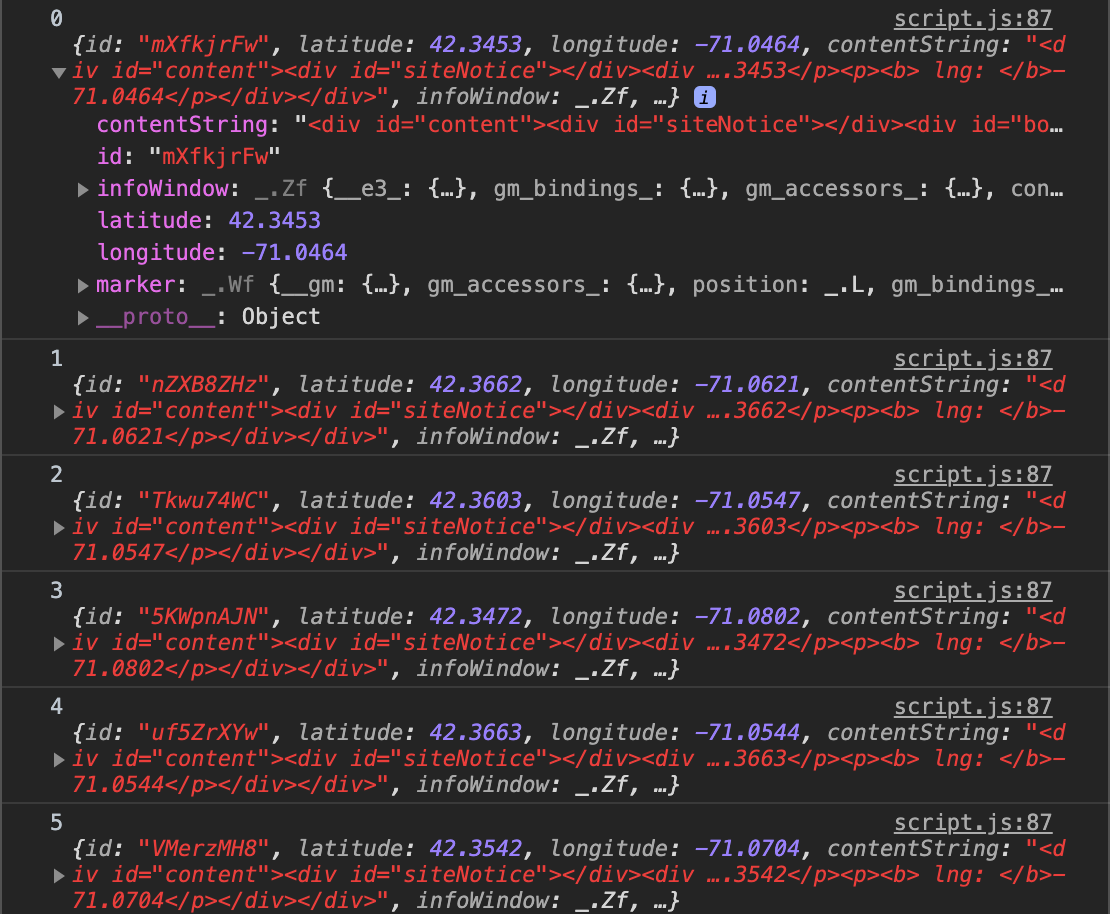 0 script.js:87
{id: "mXfkjrFw", latitude: 42.3453, longitude: -71.0464, contentString: "<d
iv id="content"><div id="siteNotice"></div><div ….3453</p><p><b> lng: </b>-
71.0464</p></div></div>", infoWindow: _.Zf, …} i
contentString: "<div id="content"><div id="siteNotice"></div><div id="bo…
id: "mXfkjrFw"
infoWindow: _.Zf {__e3_: {…}, gm_bindings_: {…}, gm_accessors_: {…}, con…
latitude: 42.3453
longitude: -71.0464
marker: _.Wf {__gm: {…}, gm_accessors_: {…}, position: _.L, gm_bindings_…
__proto__: Object
1 script.js:87
{id: "nZXB8ZHz", latitude: 42.3662, longitude: -71.0621, contentString: "<d
iv id="content"><div id="siteNotice"></div><div ….3662</p><p><b> lng: </b>-
71.0621</p></div></div>", infoWindow: _.Zf, …}
2 script.js:87
{id: "Tkwu74WC", latitude: 42.3603, longitude: -71.0547, contentString: "<d
iv id="content"><div id="siteNotice"></div><div ….3603</p><p><b> lng: </b>-
71.0547</p></div></div>", infoWindow: _.Zf, …}
3 script.js:87
{id: "5KWpnAJN", latitude: 42.3472, longitude: -71.0802, contentString: "<d
iv id="content"><div id="siteNotice"></div><div ….3472</p><p><b> lng: </b>-
71.0802</p></div></div>", infoWindow: _.Zf, …}
4 script.js:87
{id: "uf5ZrXYw", latitude: 42.3663, longitude: -71.0544, contentString: "<d
iv id="content"><div id="siteNotice"></div><div ….3663</p><p><b> lng: </b>-
71.0544</p></div></div>", infoWindow: _.Zf, …}
5 script.js:87
{id: "VMerzMH8", latitude: 42.3542, longitude: -71.0704, contentString: "<d
iv id="content"><div id="siteNotice"></div><div ….3542</p><p><b> lng: </b>-
71.0704</p></div></div>", infoWindow: _.Zf, …}